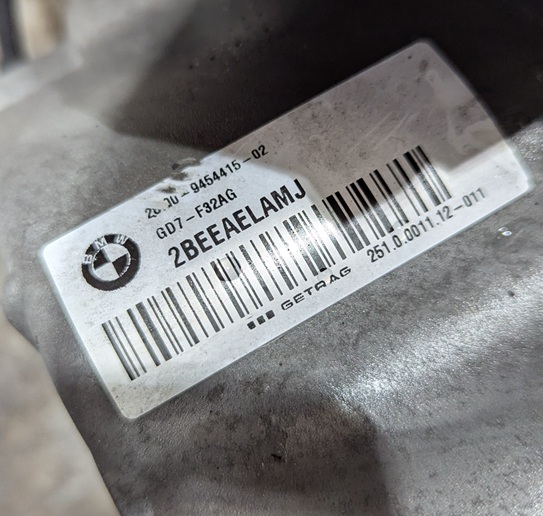 BMW
9454415-02
GD7-F32AG
2BEEAELAMJ
251.0.0011.12-011
GETRAG